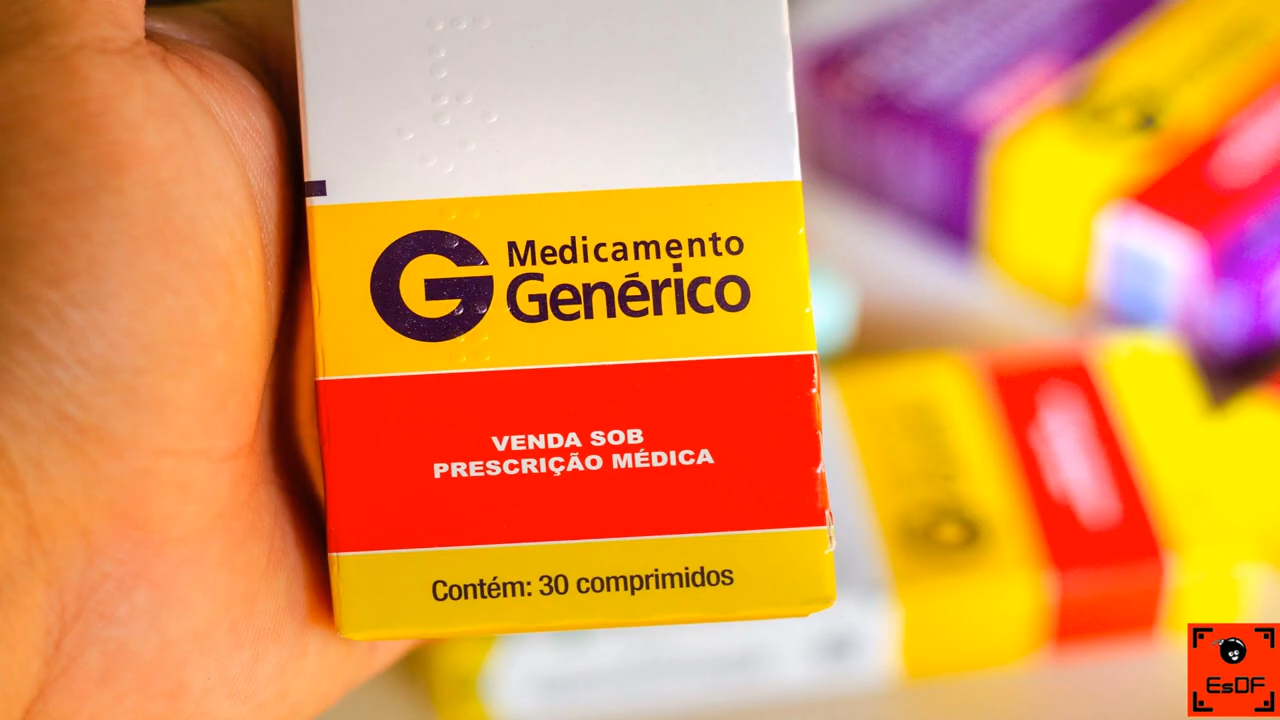 G Medicamento
Genérico
VENDA SOB
PRESCRIÇÃO MÉDICA
Contém: 30 comprimidos
EsDF